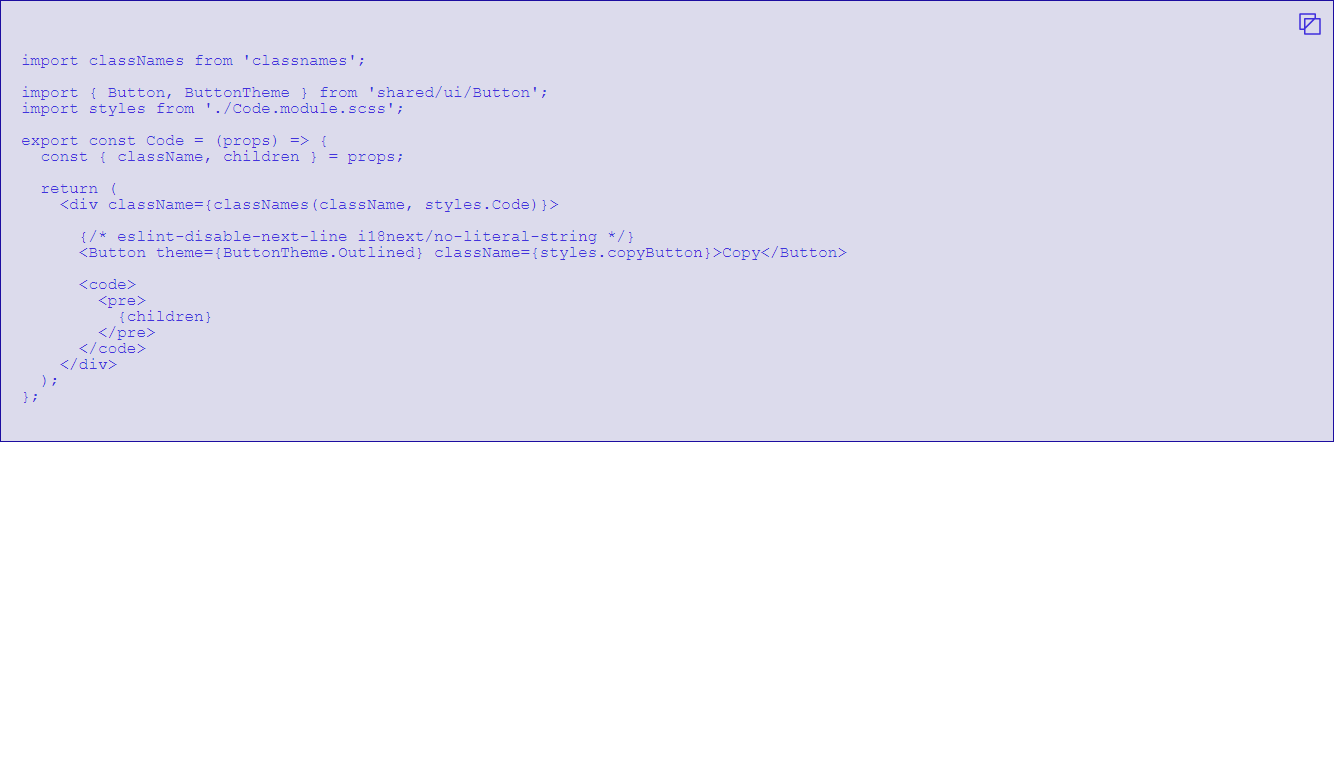 import classNames from 'classnames';

import { Button, ButtonTheme } from 'shared/ui/Button';
import styles from './Code.module.scss';

export const Code = (props) => {
  const { className, children } = props;

  return (
    <div className={classNames(className, styles.Code)}>

      {/* eslint-disable-next-line i18next/no-literal-string */}
      <Button theme={ButtonTheme.Outlined} className={styles.copyButton}>Copy</Button>

      <code>
        <pre>
          {children}
        </pre>
      </code>
    </div>
  );
};